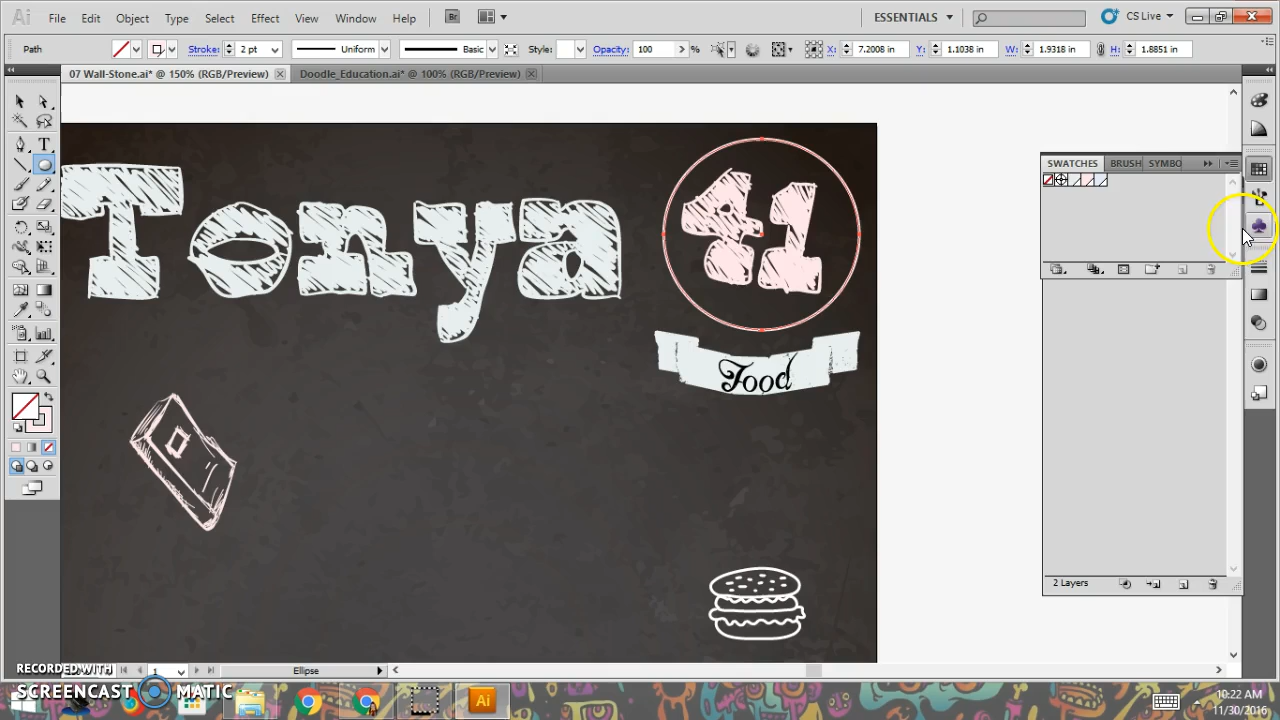 Ai File Edit Object Type Select Effect View Window Help Br ESSENTIALS CS Live
Path Stroke: 2 pt Uniform Basic Style: Opacity: 100 % X: 7.2008 in Y: 1.1038 in W: 1.9318 in H: 1.8851 in
07 Wall-Stone.ai* @ 150% (RGB/Preview) Doodle_Education.ai* @ 100% (RGB/Preview)
SWATCHES BRUSH SYMBO
Tonya 41
Food
2 Layers
1 Ellipse
RECORDED WITH
SCREENCAST MATIC
Ai
10:22 AM
11/30/2016